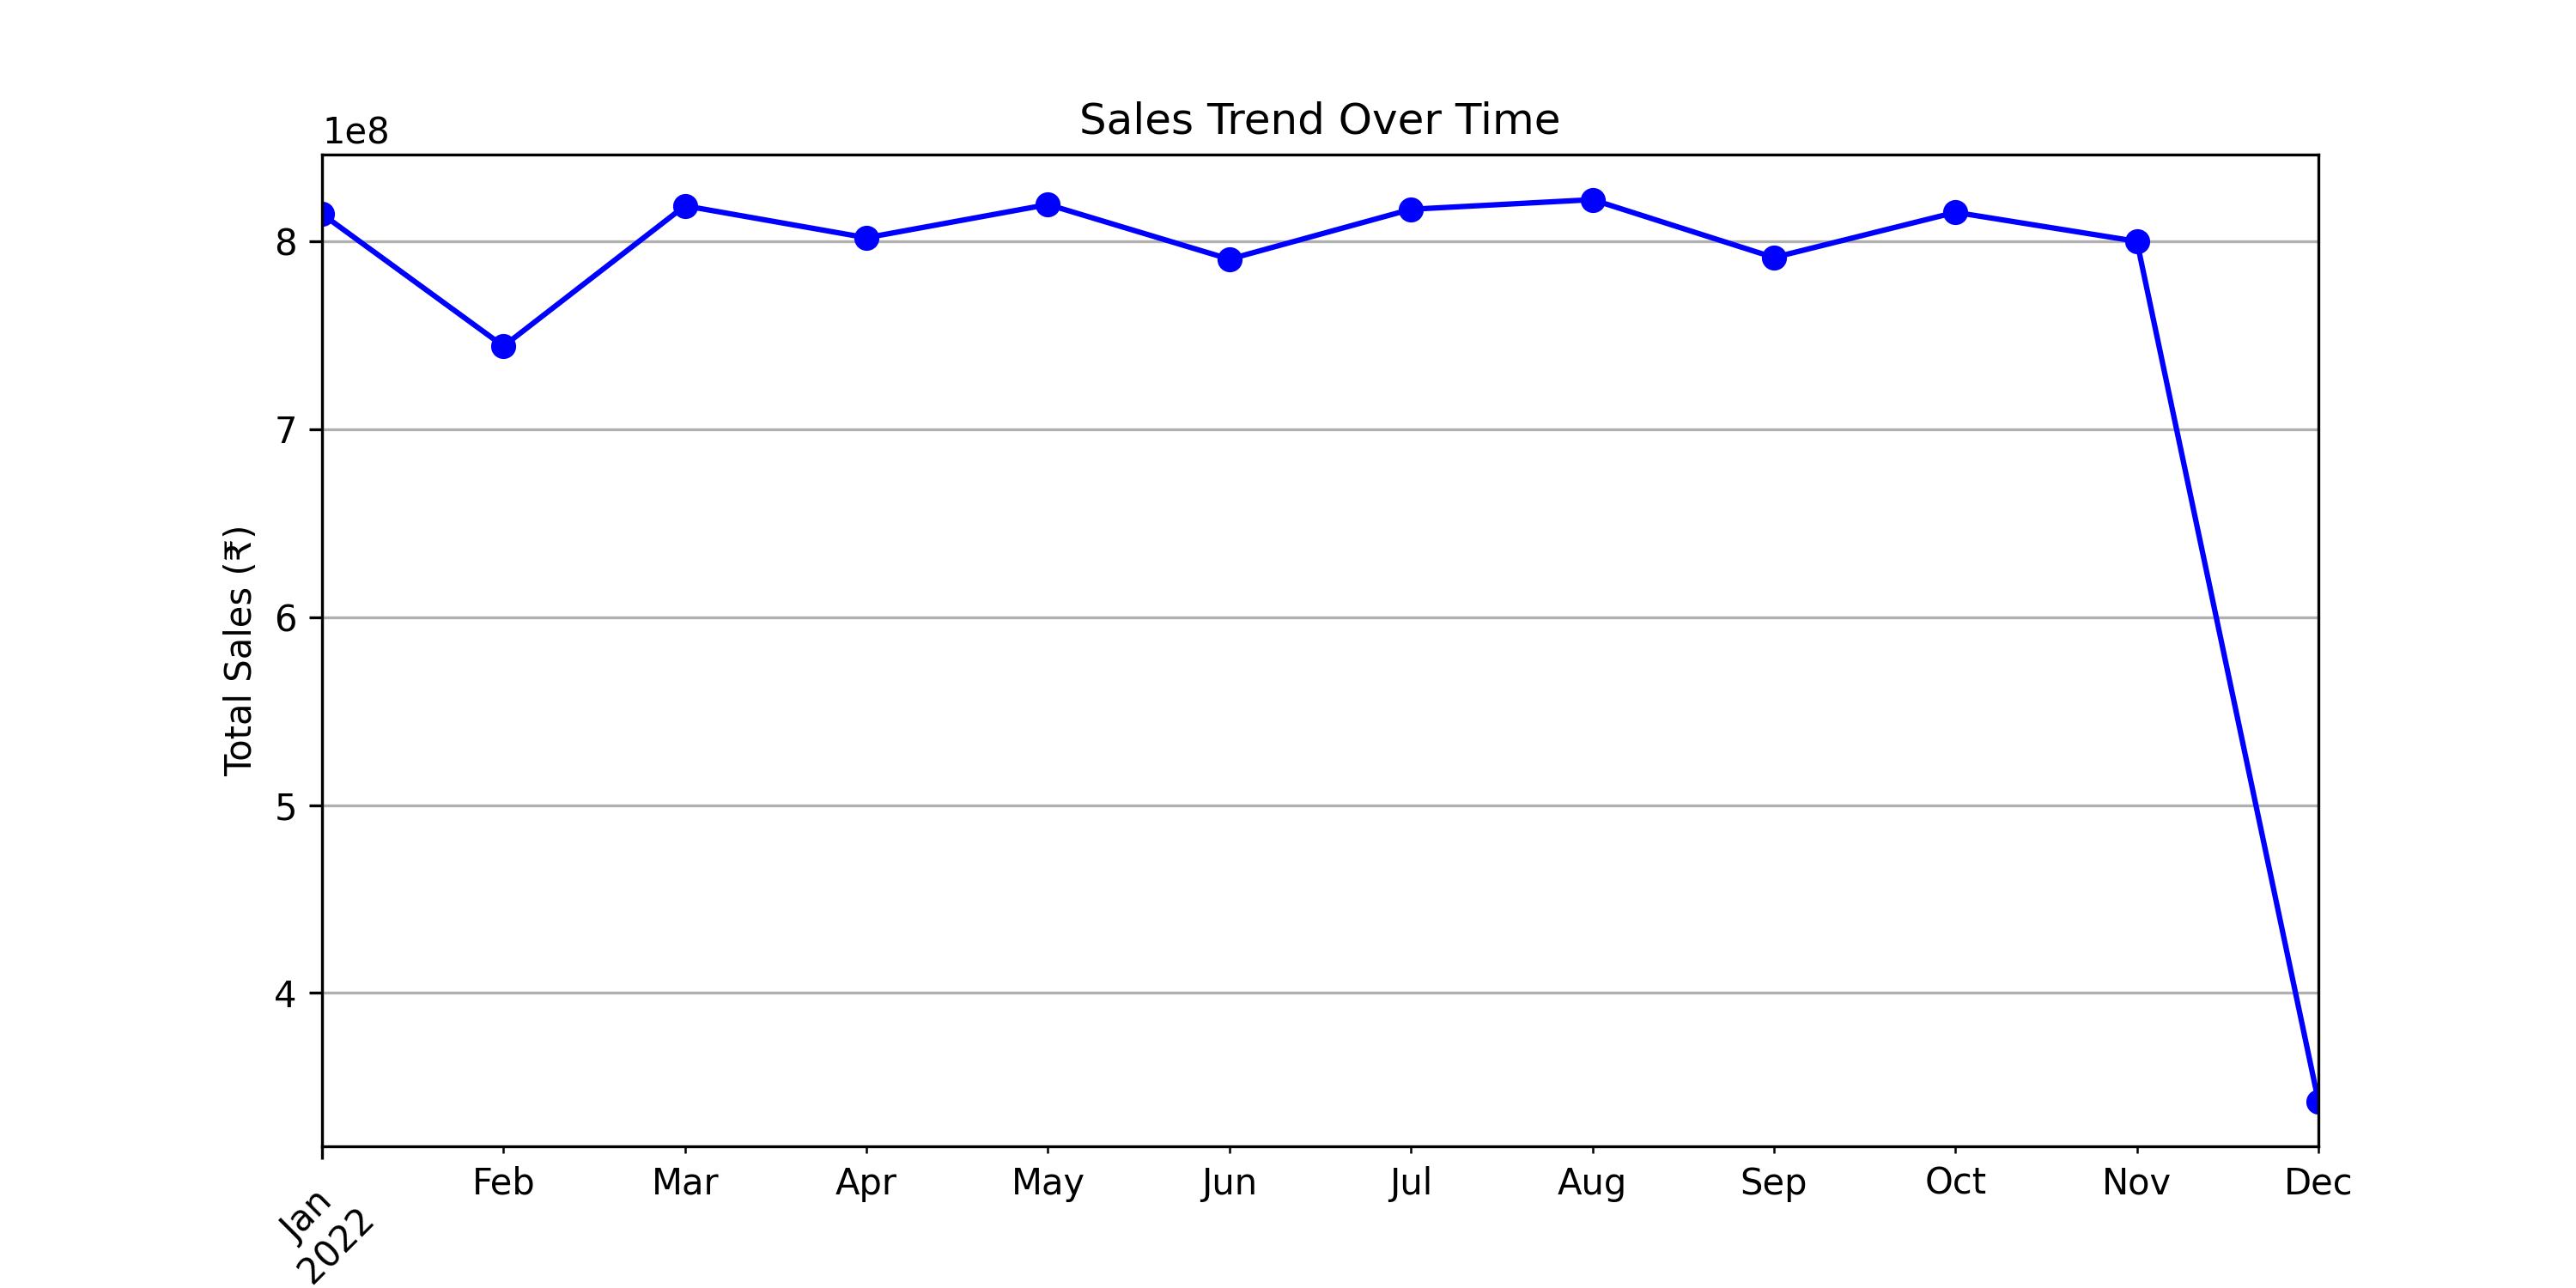 Sales Trend Over Time
1e8
8
7
6
5
4
Total Sales (₹)
Jan
2022
Feb
Mar
Apr
May
Jun
Jul
Aug
Sep
Oct
Nov
Dec